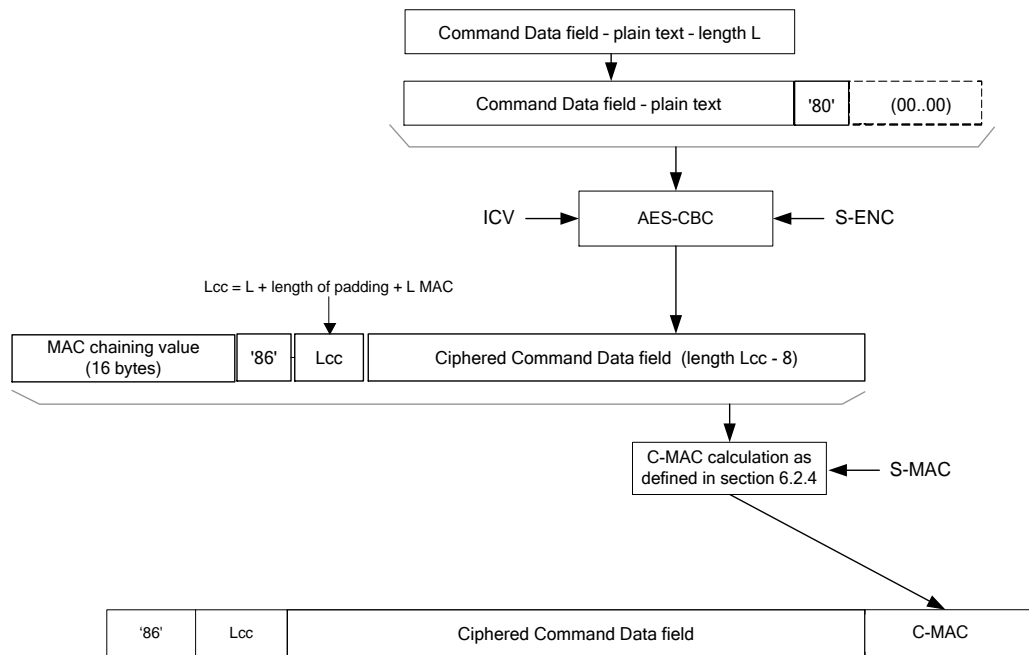 Command Data field - plain text - length L
Command Data field - plain text
'80'
(00..00)
ICV
AES-CBC
S-ENC
Lcc = L + length of padding + L MAC
MAC chaining value
(16 bytes)
'86'
Lcc
Ciphered Command Data field (length Lcc - 8)
C-MAC calculation as
defined in section 6.2.4
S-MAC
'86'
Lcc
Ciphered Command Data field
C-MAC